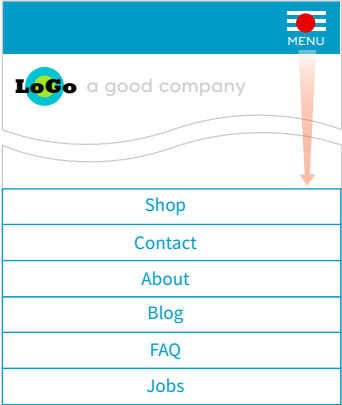 MENU
LoGo a good company
Shop
Contact
About
Blog
FAQ
Jobs